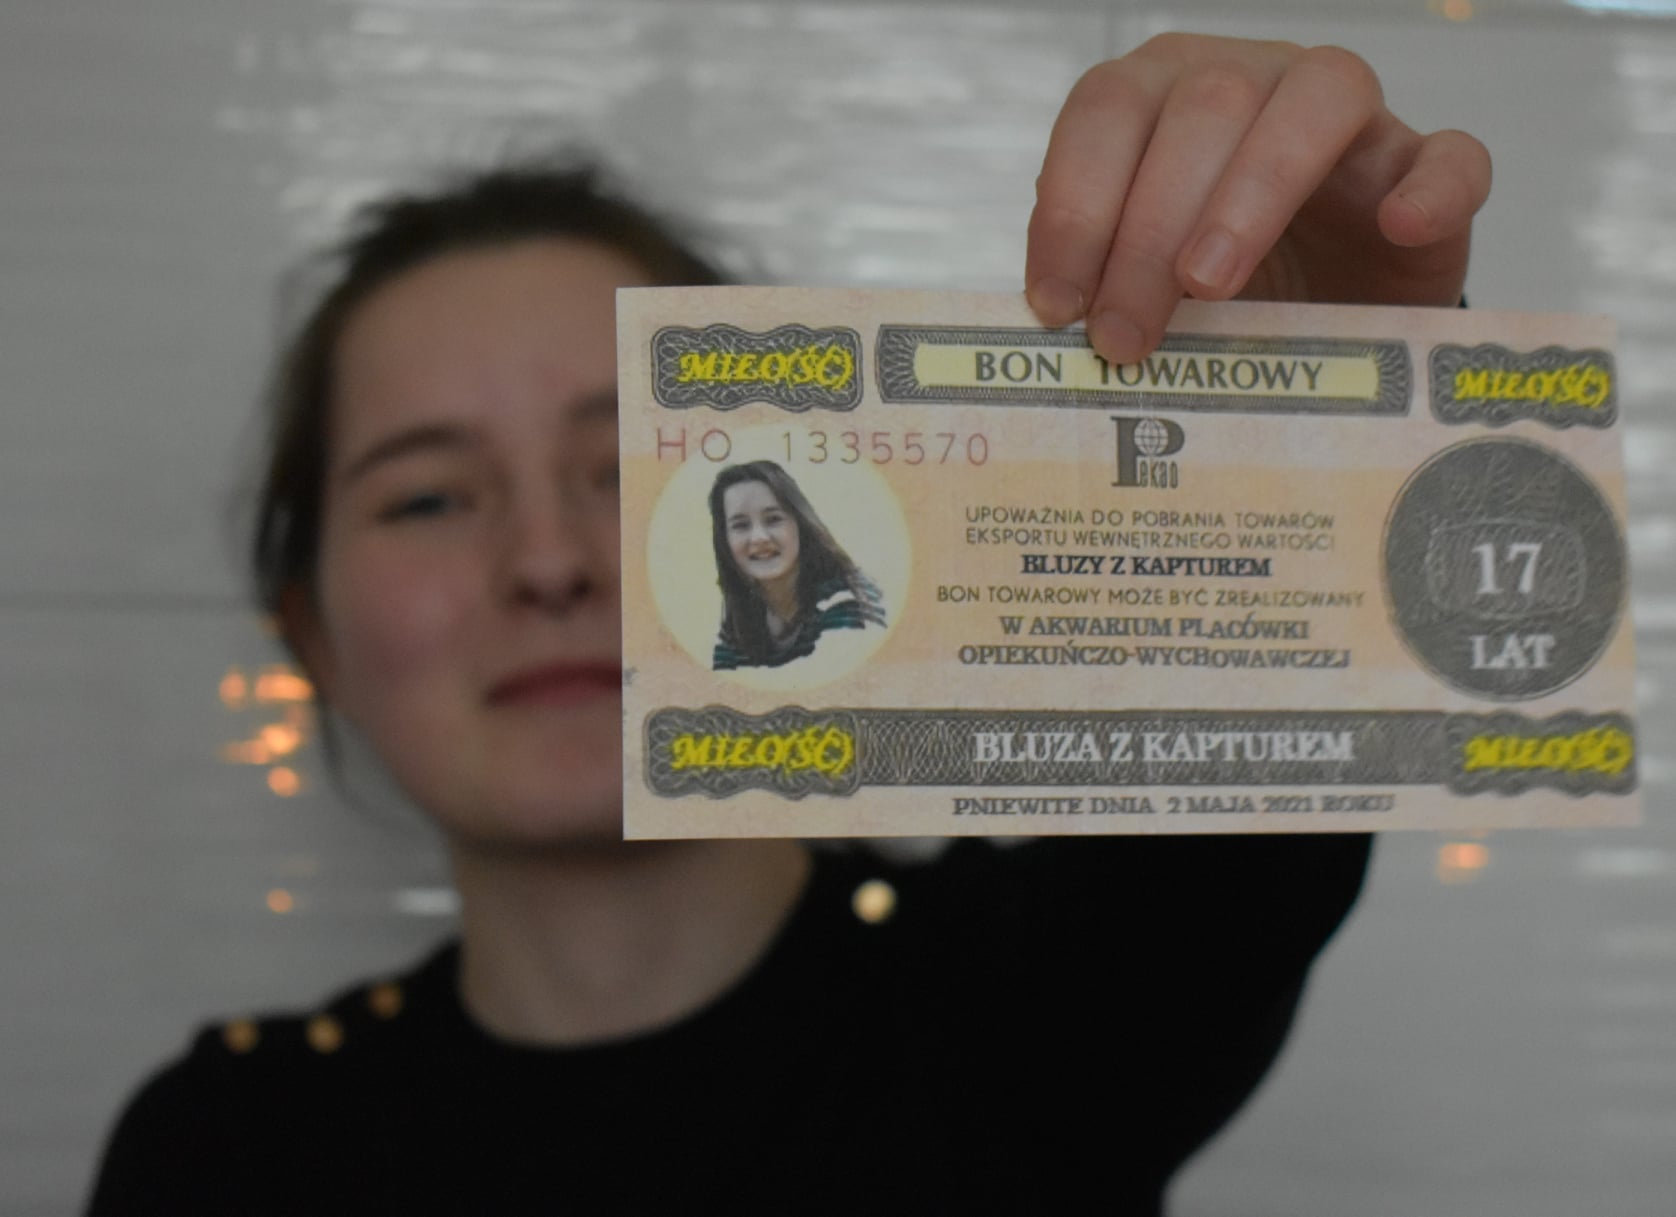 MIŁO(ŚĆ) BON TOWAROWY MIŁO(ŚĆ)
HO 1335570
Pekao
UPOWAŻNIA DO POBRANIA TOWARÓW
EKSPORTU WEWNĘTRZNEGO WARTOŚCI
BLUZY Z KAPTUREM
BON TOWAROWY MOŻE BYĆ ZREALIZOWANY
W AKWARIUM PLACÓWKI
OPIEKUŃCZO-WYCHOWAWCZEJ
17
LAT
MIŁO(ŚĆ) BLUZA Z KAPTUREM MIŁO(ŚĆ)
PNIEWITE DNIA 2 MAJA 2021 ROKU